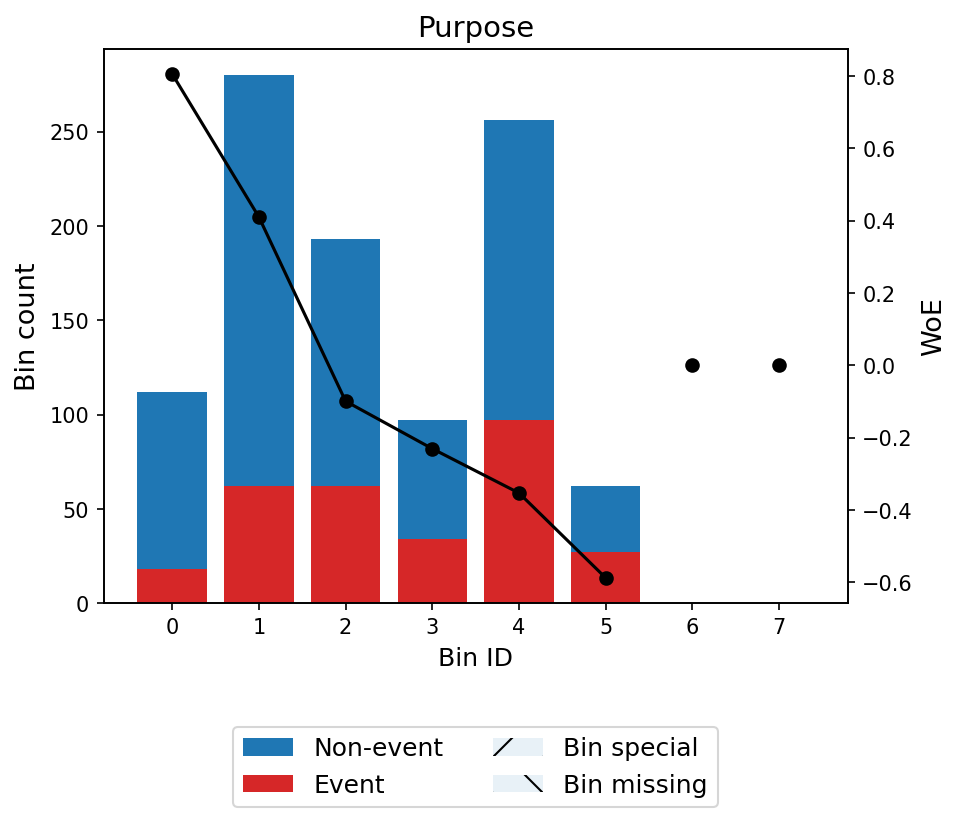 Purpose
Bin count
250
200
150
100
50
0
0.8
0.6
0.4
0.2
0.0
−0.2
−0.4
−0.6
WoE
0 1 2 3 4 5 6 7
Bin ID
Non-event
Event
Bin special
Bin missing